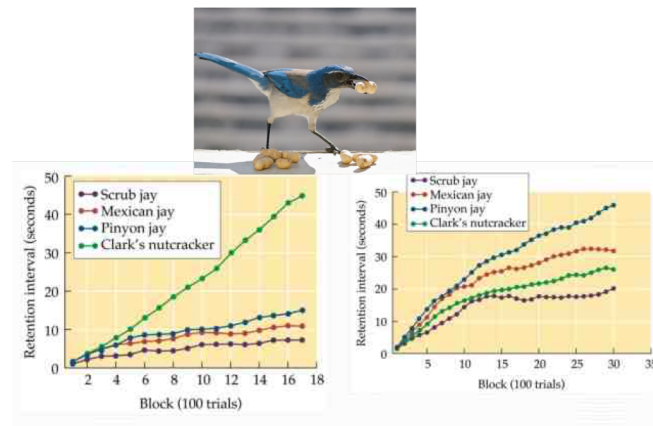 50
40
30
20
10
0
Retention interval (seconds)
Scrub jay
Mexican jay
Pinyon jay
Clark's nutcracker
2 4 6 8 10 12 14 16 18
Block (100 trials)
50
40
30
20
10
0
Retention interval (seconds)
Scrub jay
Mexican jay
Pinyon jay
Clark's nutcracker
5 10 15 20 25 30 35
Block (100 trials)